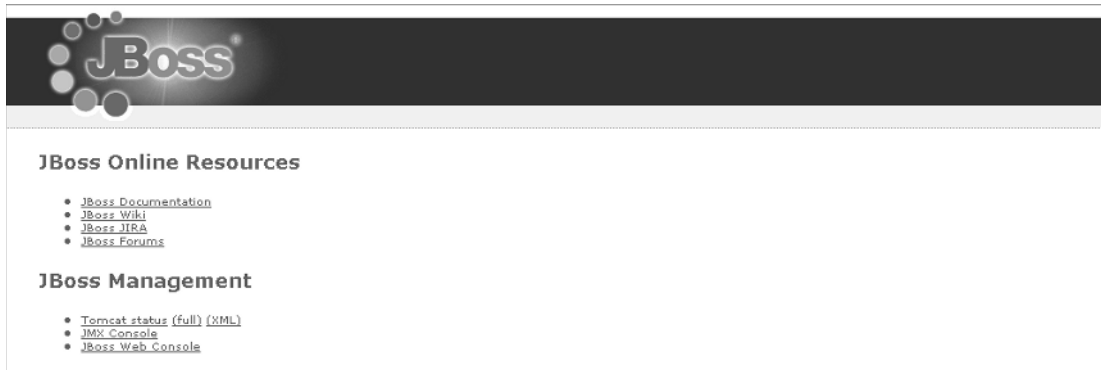 JBoss
JBoss Online Resources
JBoss Documentation
JBoss Wiki
JBoss JIRA
JBoss Forums
JBoss Management
Tomcat status (full) (XML)
JMX Console
JBoss Web Console